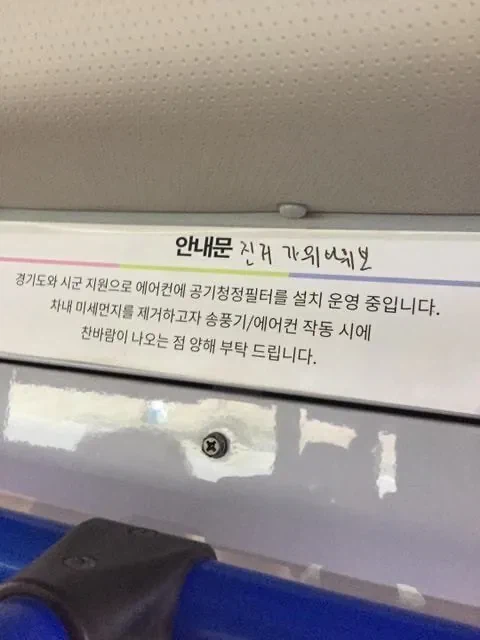 안내문 진거 가위바위보
경기도와 시군 지원으로 에어컨에 공기청정필터를 설치 운영 중입니다.
차내 미세먼지를 제거하고자 송풍기/에어컨 작동 시에
찬바람이 나오는 점 양해 부탁 드립니다.